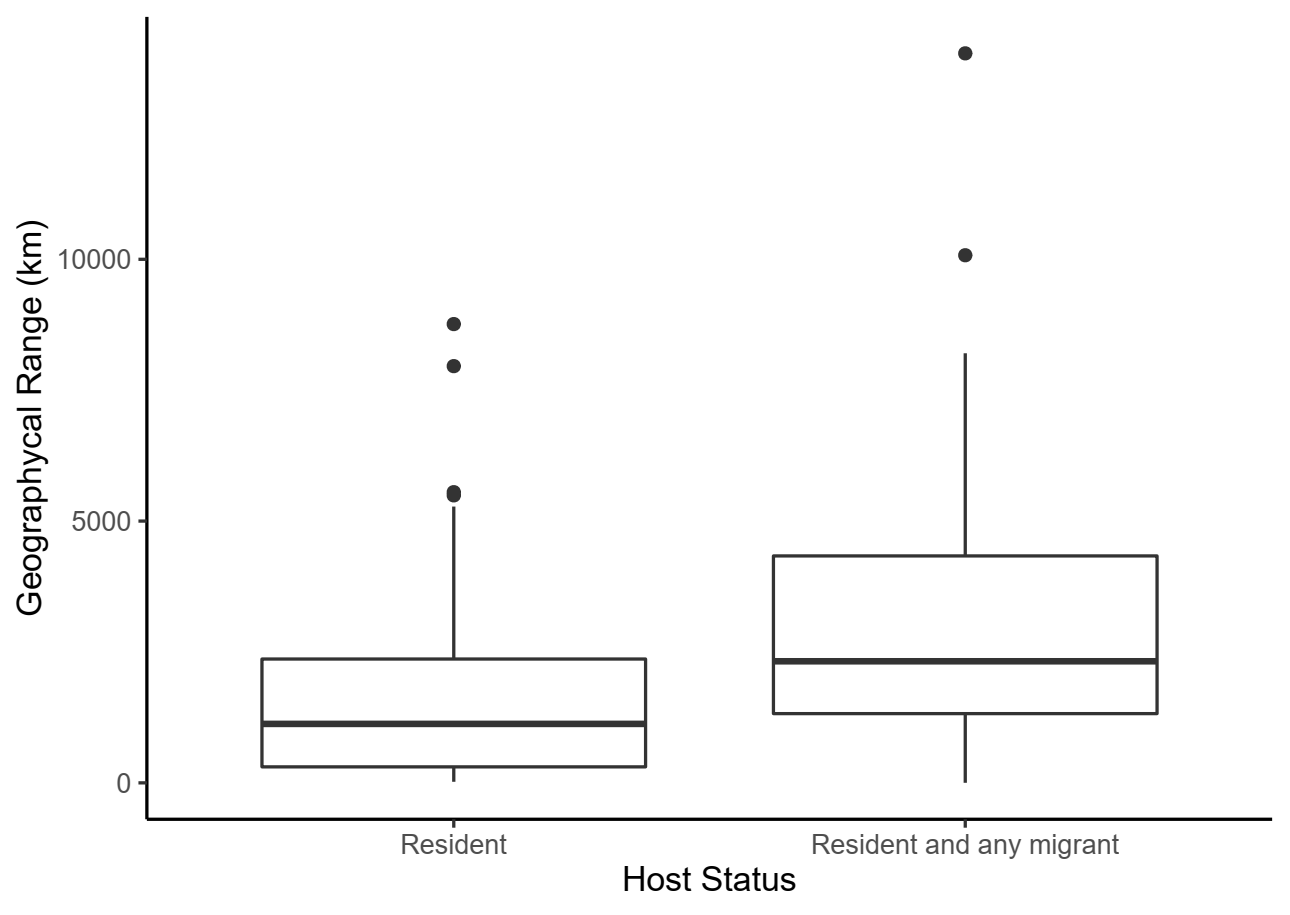 Geographycal Range (km)
10000
5000
0
Resident
Resident and any migrant
Host Status